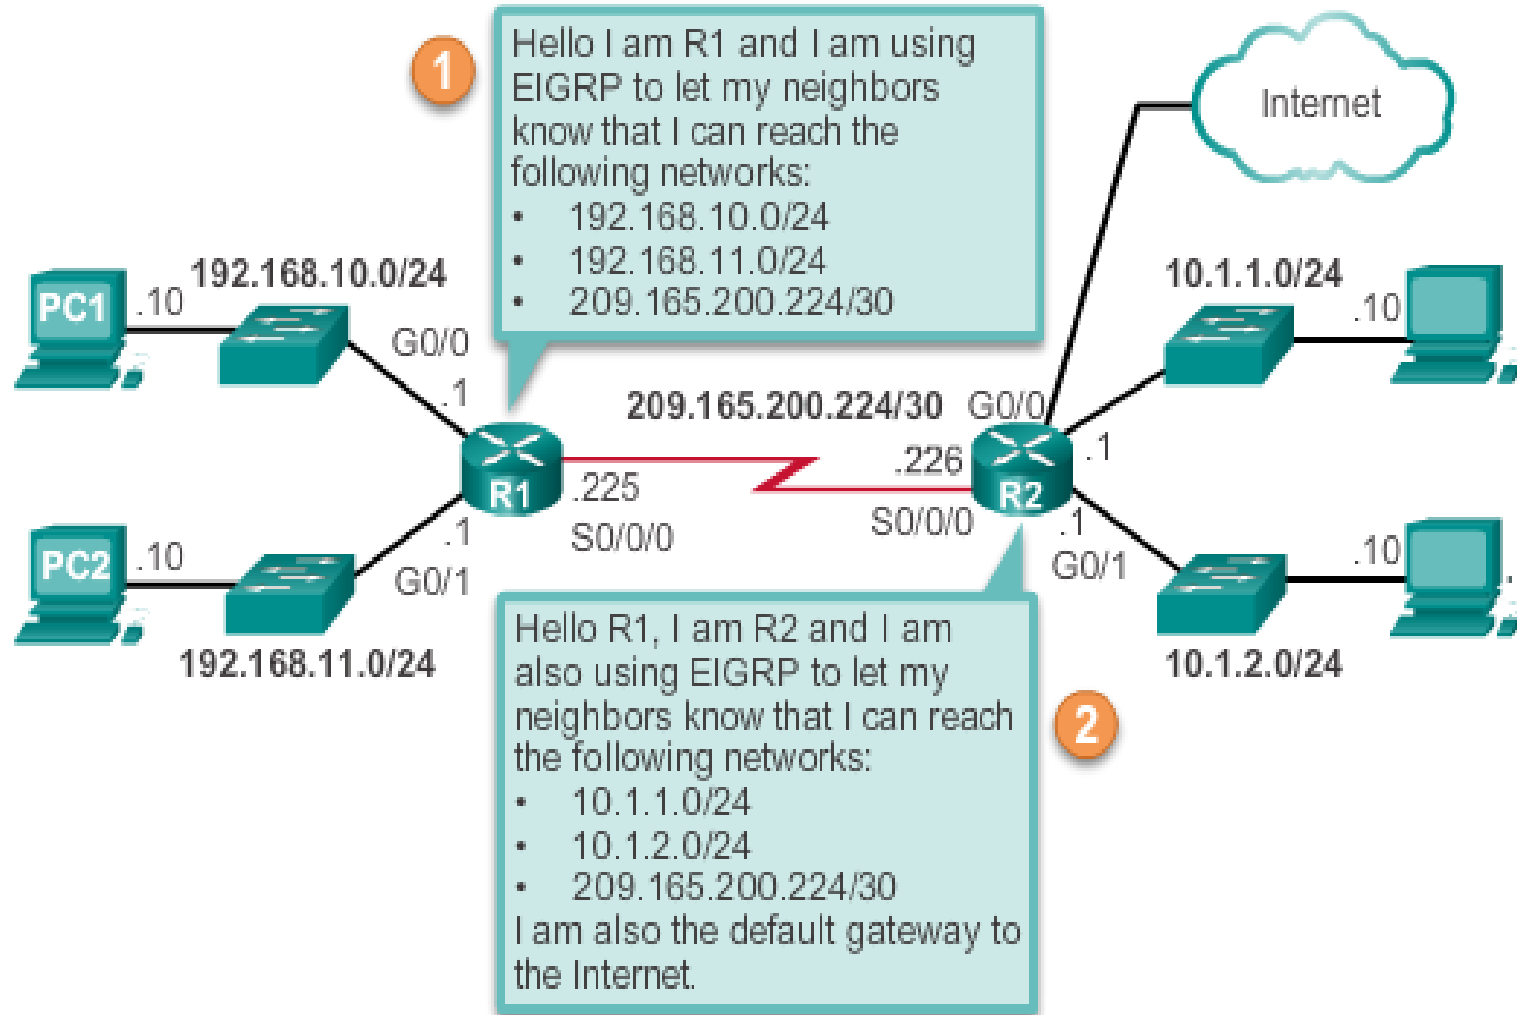 1
Hello I am R1 and I am using
EIGRP to let my neighbors
know that I can reach the
following networks:
• 192.168.10.0/24
• 192.168.11.0/24
• 209.165.200.224/30
Internet
192.168.10.0/24
PC1
.10
G0/0
.1
10.1.1.0/24
.10
209.165.200.224/30
G0/0
.1
R1
.225
S0/0/0
.226
R2
S0/0/0
.1
G0/1
PC2
.10
.1
G0/1
192.168.11.0/24
.10
10.1.2.0/24
Hello R1, I am R2 and I am
also using EIGRP to let my
neighbors know that I can reach
the following networks:
• 10.1.1.0/24
• 10.1.2.0/24
• 209.165.200.224/30
I am also the default gateway to
the Internet.
2